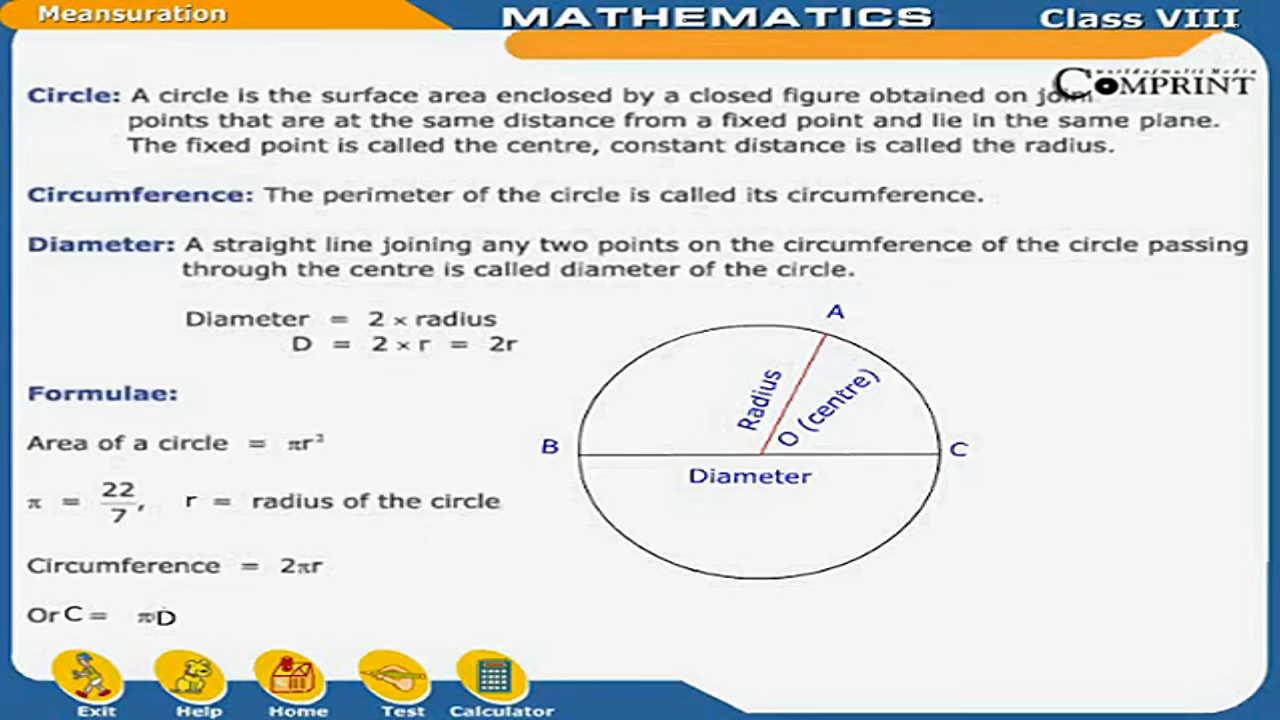 Meansuration
MATHEMATICS
Class VIII
COMPRINT
Circle: A circle is the surface area enclosed by a closed figure obtained on
points that are at the same distance from a fixed point and lie in the same plane.
The fixed point is called the centre, constant distance is called the radius.
Circumference: The perimeter of the circle is called its circumference.
Diameter: A straight line joining any two points on the circumference of the circle passing
through the centre is called diameter of the circle.
Diameter = 2 × radius
D = 2 × r = 2r
Formulae:
Area of a circle = πr²
π = 22/7, r = radius of the circle
Circumference = 2πr
Or C = πD
A
Radius
O (centre)
B
C
Diameter
Exit
Help
Home
Test
Calculator